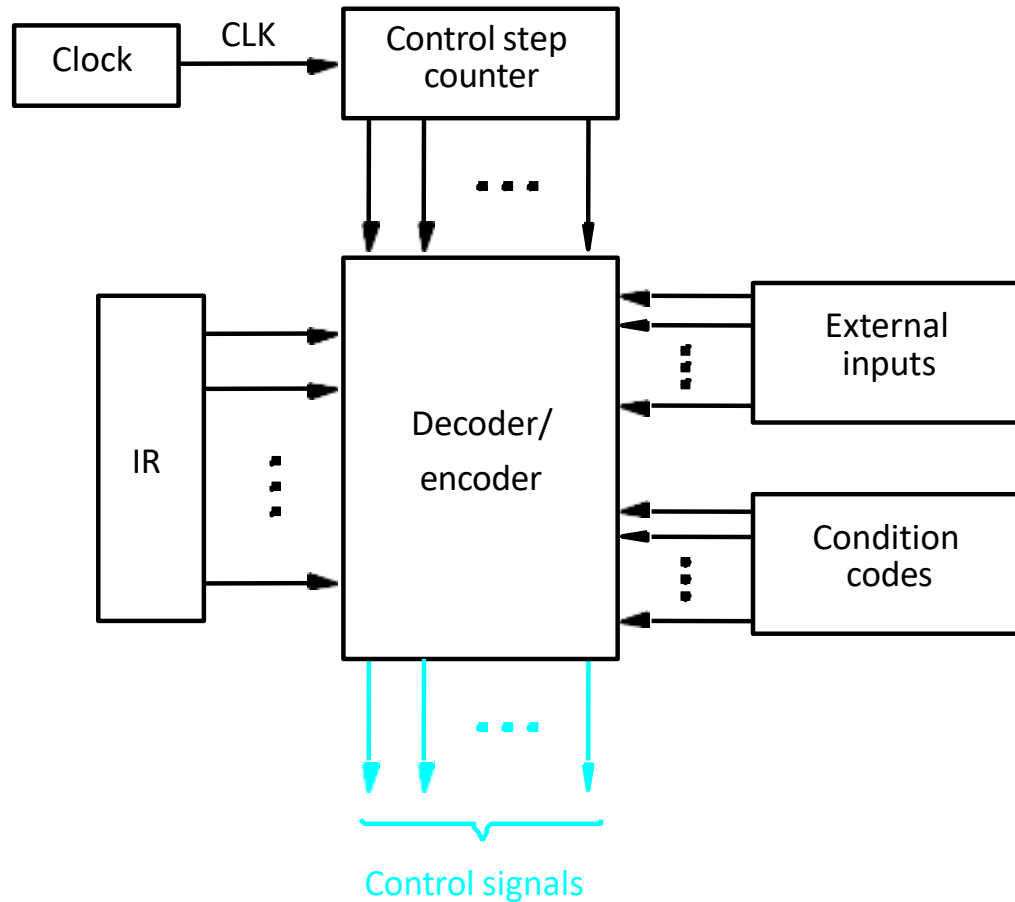 Clock
CLK
Control step
counter
IR
Decoder/
encoder
External
inputs
Condition
codes
Control signals